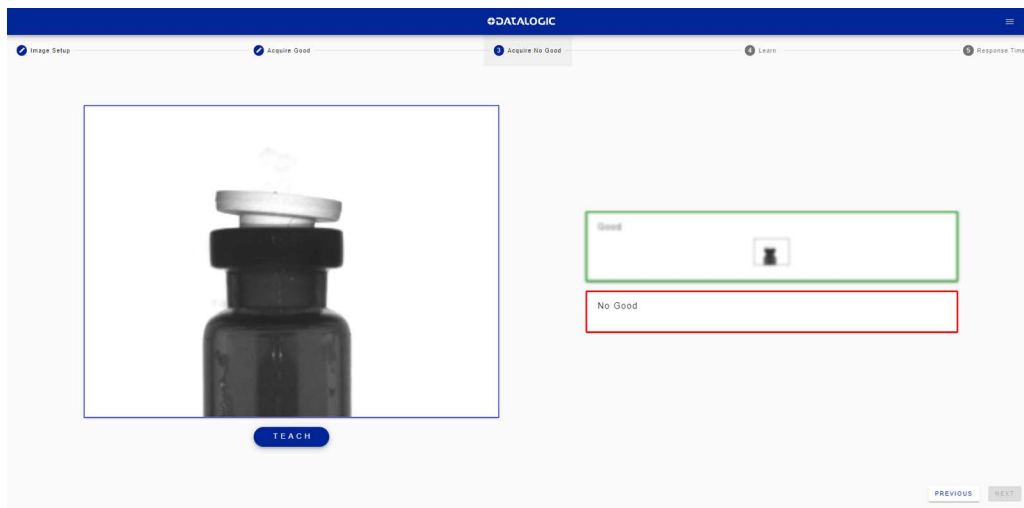 DATALOGIC
Image Setup
Acquire Good
3 Acquire No Good
4 Learn
5 Response Time
Good
No Good
TEACH
PREVIOUS
NEXT